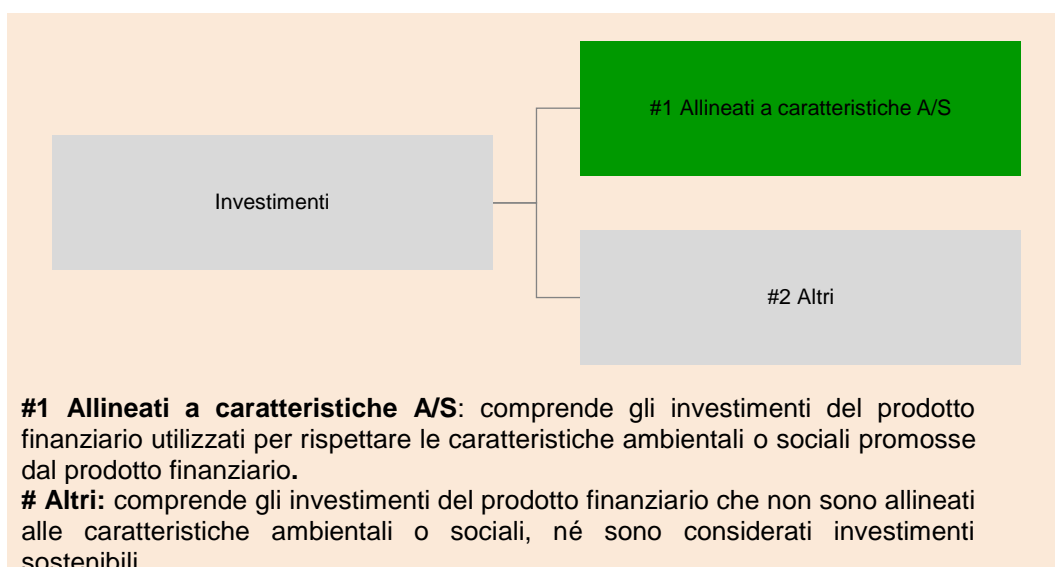 #1 Allineati a caratteristiche A/S
Investimenti
#2 Altri
#1 Allineati a caratteristiche A/S: comprende gli investimenti del prodotto
finanziario utilizzati per rispettare le caratteristiche ambientali o sociali promosse
dal prodotto finanziario.
# Altri: comprende gli investimenti del prodotto finanziario che non sono allineati
alle caratteristiche ambientali o sociali, né sono considerati investimenti
sostenibili